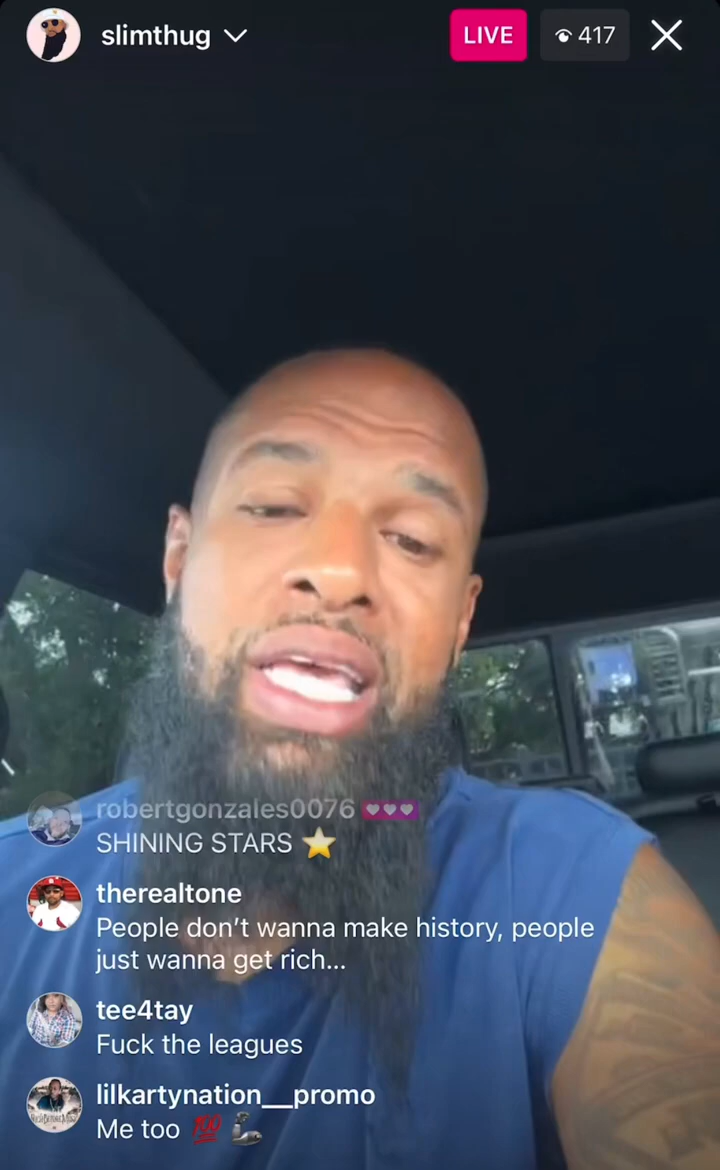 slimthug
LIVE
417
robertgonzales0076
SHINING STARS ⭐
therealtone
People don’t wanna make history, people
just wanna get rich...
tee4tay
Fuck the leagues
lilkartynation__promo
Me too 💯 🦾